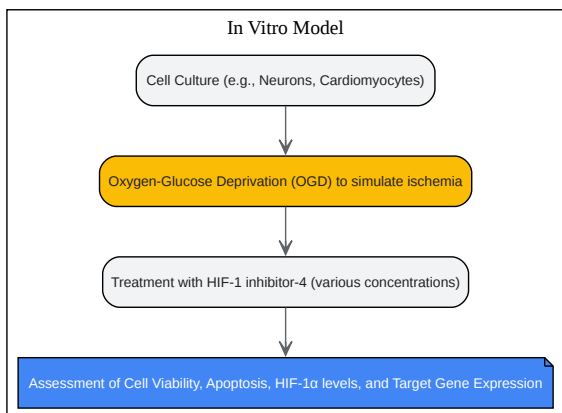 In Vitro Model
Cell Culture (e.g., Neurons, Cardiomyocytes)
Oxygen-Glucose Deprivation (OGD) to simulate ischemia
Treatment with HIF-1 inhibitor-4 (various concentrations)
Assessment of Cell Viability, Apoptosis, HIF-1α levels, and Target Gene Expression